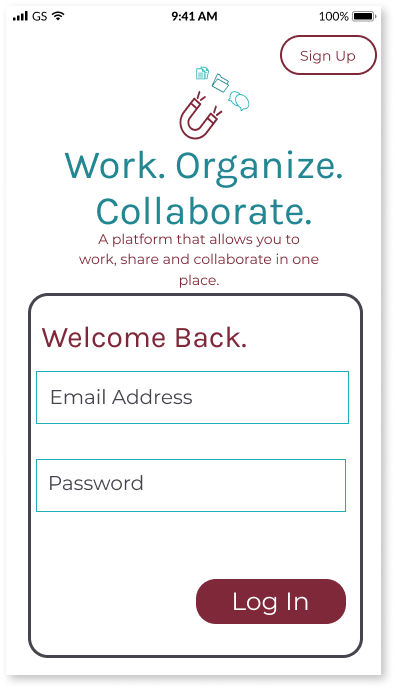 GS 9:41 AM 100%
Sign Up
Work. Organize.
Collaborate.
A platform that allows you to
work, share and collaborate in one
place.
Welcome Back.
Email Address
Password
Log In